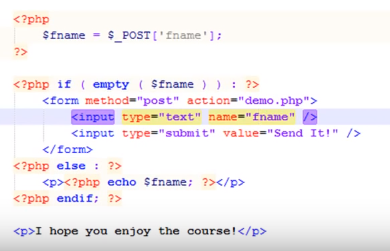 <?php
$fname = $_POST['fname'];
?>
<?php if ( empty ( $fname ) ) : ?>
<form method="post" action="demo.php">
<input type="text" name="fname" />
<input type="submit" value="Send It!" />
</form>
<?php else : ?>
<p><?php echo $fname; ?></p>
<?php endif; ?>
<p>I hope you enjoy the course!</p>